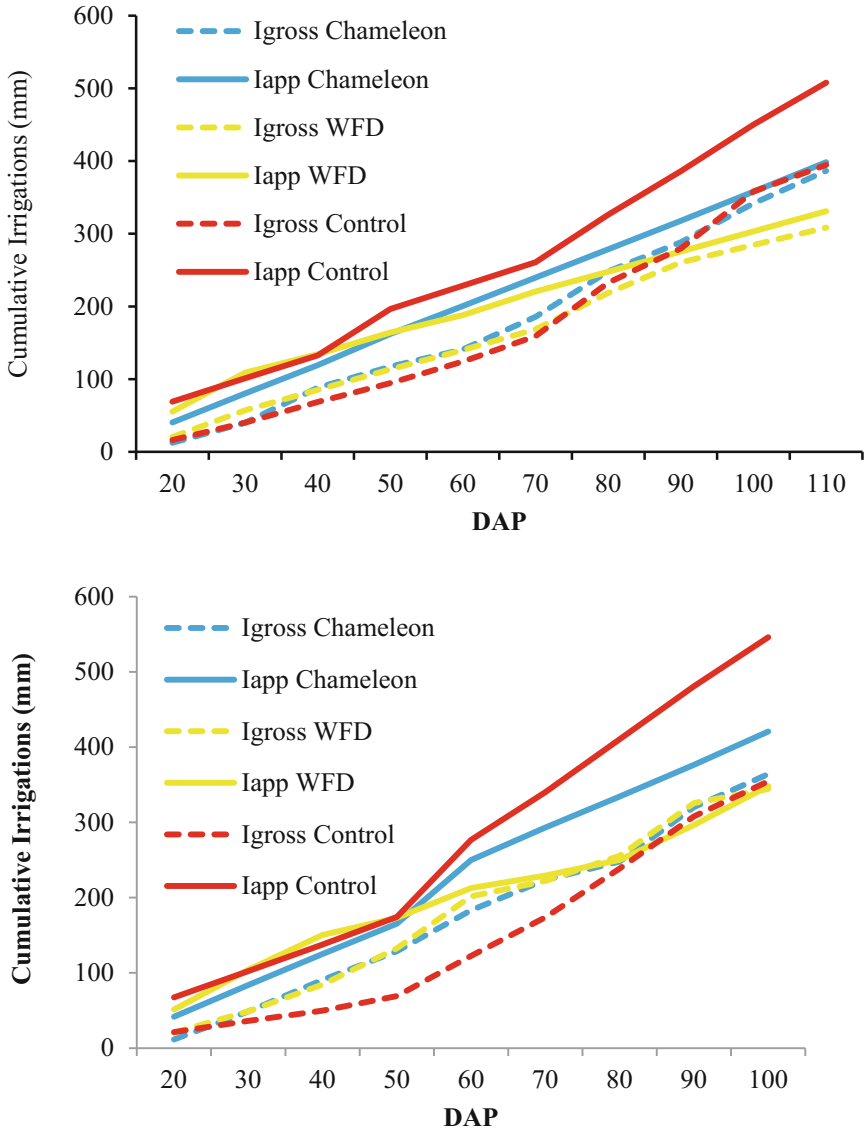 600
500
400
300
200
100
0
Cumulative Irrigations (mm)
Igross Chameleon
Iapp Chameleon
Igross WFD
Iapp WFD
Igross Control
Iapp Control
20 30 40 50 60 70 80 90 100 110
DAP
600
500
400
300
200
100
0
Cumulative Irrigations (mm)
Igross Chameleon
Iapp Chameleon
Igross WFD
Iapp WFD
Igross Control
Iapp Control
20 30 40 50 60 70 80 90 100
DAP